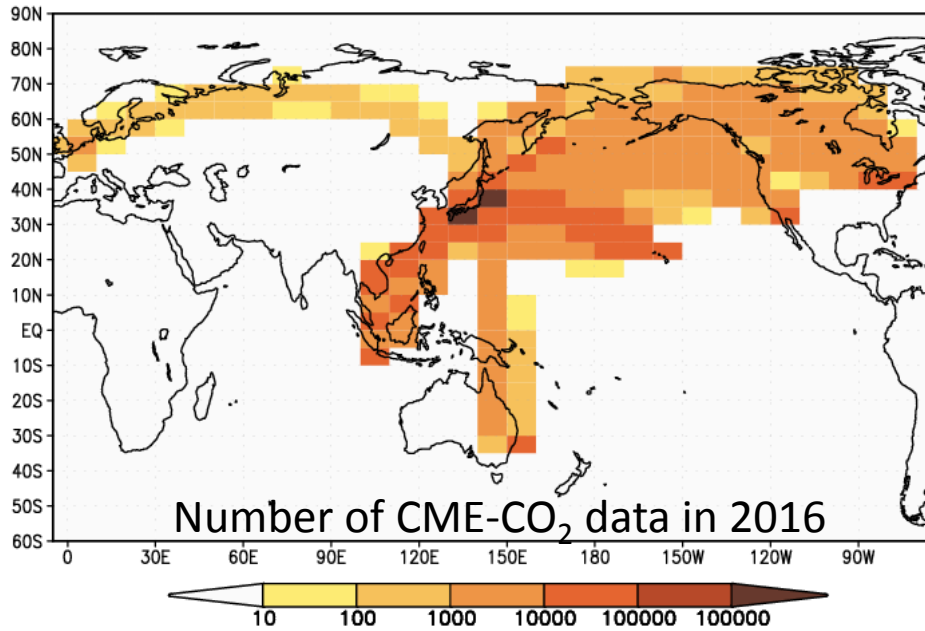 90N
80N
70N
60N
50N
40N
30N
20N
10N
EQ
10S
20S
30S
40S
50S
60S
Number of CME-CO₂ data in 2016
0 30E 60E 90E 120E 150E 180 150W 120W 90W
10 100 1000 10000 100000 100000